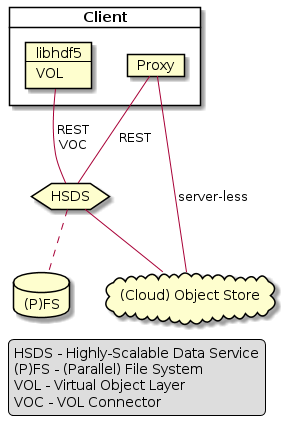 Client
libhdf5
VOL
Proxy
REST
VOC
REST
HSDS
server-less
(P)FS
(Cloud) Object Store
HSDS - Highly-Scalable Data Service
(P)FS - (Parallel) File System
VOL - Virtual Object Layer
VOC - VOL Connector